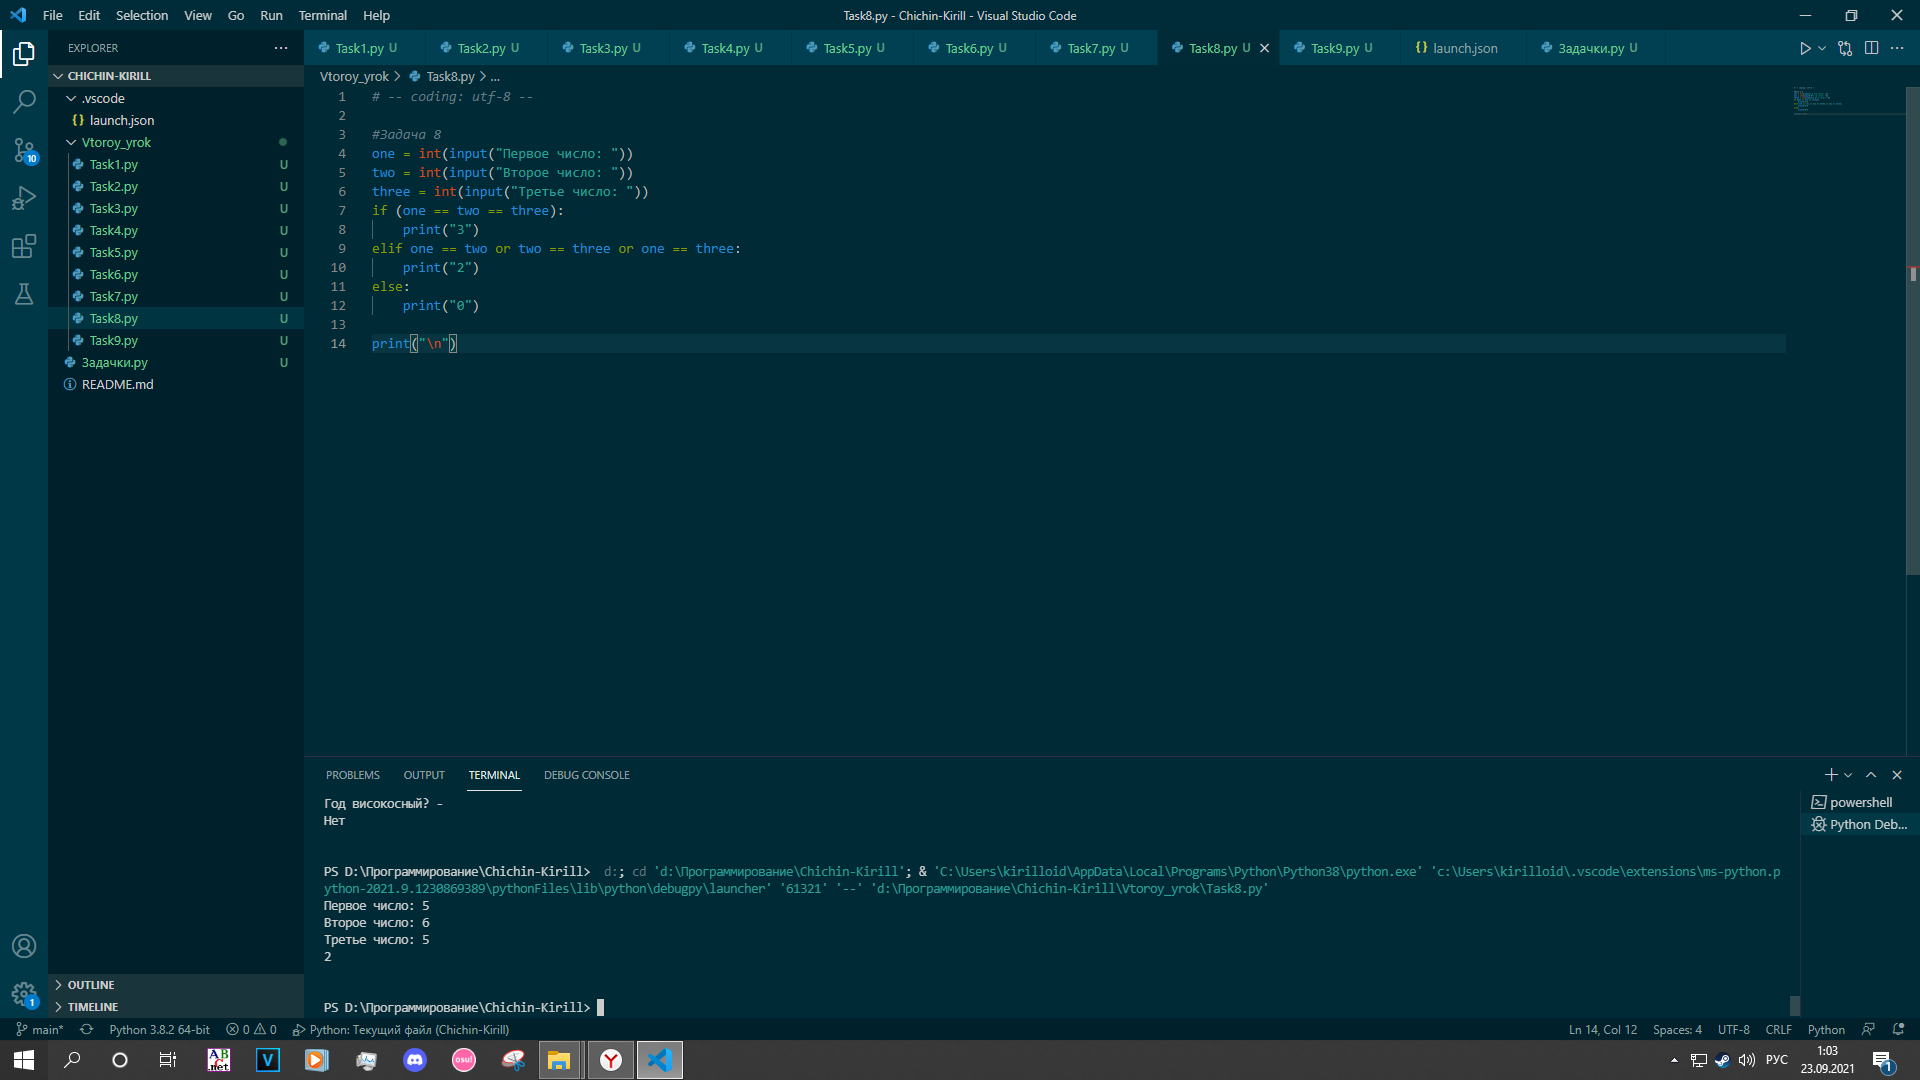 File Edit Selection View Go Run Terminal Help
Task8.py - Chichin-Kirill - Visual Studio Code
EXPLORER
Task1.py U Task2.py U Task3.py U Task4.py U Task5.py U Task6.py U Task7.py U Task8.py U Task9.py U launch.json Задачки.py U
CHICHIN-KIRILL
.vscode
launch.json
Vtoroy_yrok
Task1.py U
Task2.py U
Task3.py U
Task4.py U
Task5.py U
Task6.py U
Task7.py U
Task8.py U
Task9.py U
Задачки.py U
README.md
OUTLINE
TIMELINE
10
1
Vtoroy_yrok > Task8.py > ...
1 # -- coding: utf-8 --
2
3 #Задача 8
4 one = int(input("Первое число: "))
5 two = int(input("Второе число: "))
6 three = int(input("Третье число: "))
7 if (one == two == three):
8 print("3")
9 elif one == two or two == three or one == three:
10 print("2")
11 else:
12 print("0")
13
14 print("\n")
PROBLEMS OUTPUT TERMINAL DEBUG CONSOLE
Год високосный? -
Нет
PS D:\Программирование\Chichin-Kirill> d:; cd 'd:\Программирование\Chichin-Kirill'; & 'C:\Users\kirilloid\AppData\Local\Programs\Python\Python38\python.exe' 'c:\Users\kirilloid\.vscode\extensions\ms-python.p
ython-2021.9.1230869389\pythonFiles\lib\python\debugpy\launcher' '61321' '--' 'd:\Программирование\Chichin-Kirill\Vtoroy_yrok\Task8.py'
Первое число: 5
Второе число: 6
Третье число: 5
2
PS D:\Программирование\Chichin-Kirill>
powershell
Python Deb...
main* Python 3.8.2 64-bit 0 0 Python: Текущий файл (Chichin-Kirill)
Ln 14, Col 12 Spaces: 4 UTF-8 CRLF Python
ABBYY.net V osu! Y
РУС
1:03
23.09.2021
1